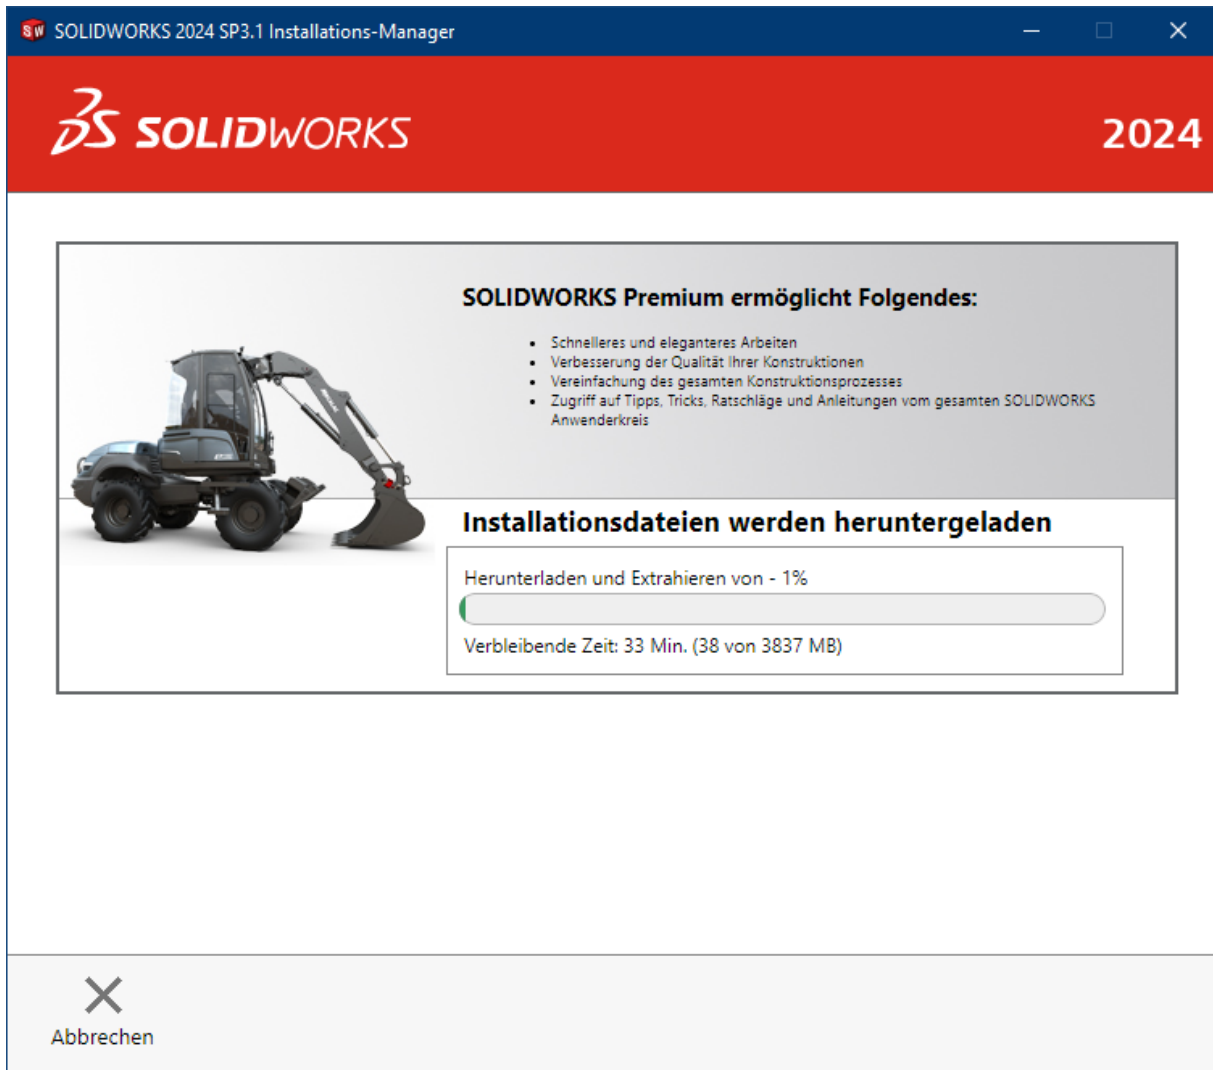 SW SOLIDWORKS 2024 SP3.1 Installations-Manager
3DS SOLIDWORKS
2024
SOLIDWORKS Premium ermöglicht Folgendes:
• Schnelleres und eleganteres Arbeiten
• Verbesserung der Qualität Ihrer Konstruktionen
• Vereinfachung des gesamten Konstruktionsprozesses
• Zugriff auf Tipps, Tricks, Ratschläge und Anleitungen vom gesamten SOLIDWORKS
Anwenderkreis
Installationsdateien werden heruntergeladen
Herunterladen und Extrahieren von - 1%
Verbleibende Zeit: 33 Min. (38 von 3837 MB)
Abbrechen